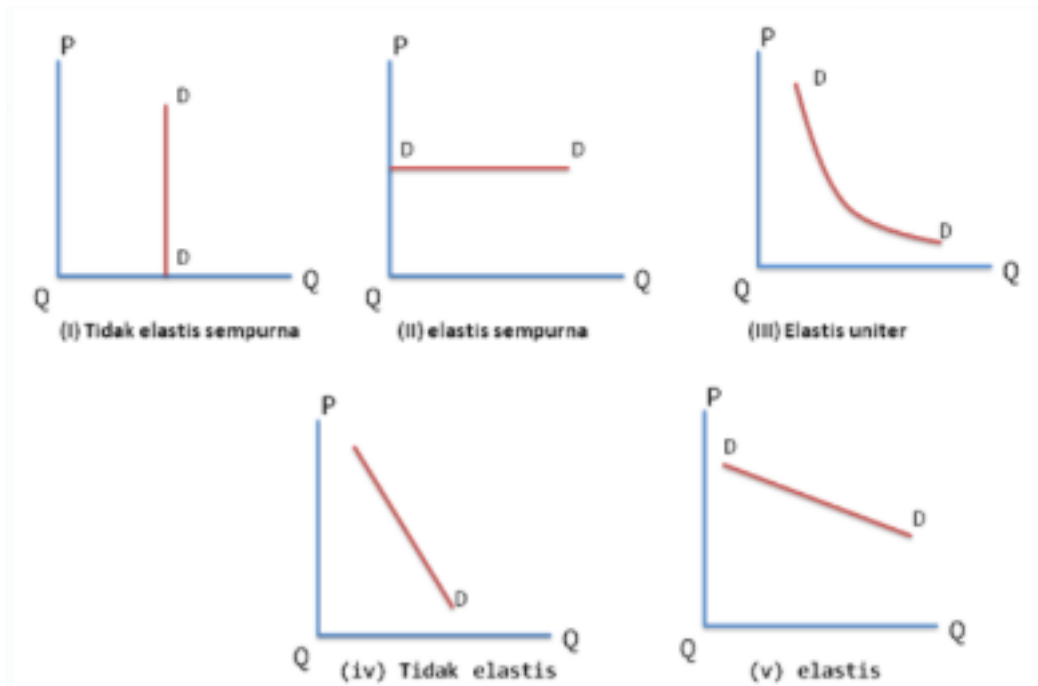 P
D
D
Q
Q
(I) Tidak elastis sempurna
P
D
D
Q
Q
(II) elastis sempurna
P
D
D
Q
Q
(III) Elastis uniter
P
D
Q
Q
(iv) Tidak elastis
P
D
D
Q
Q
(v) elastis